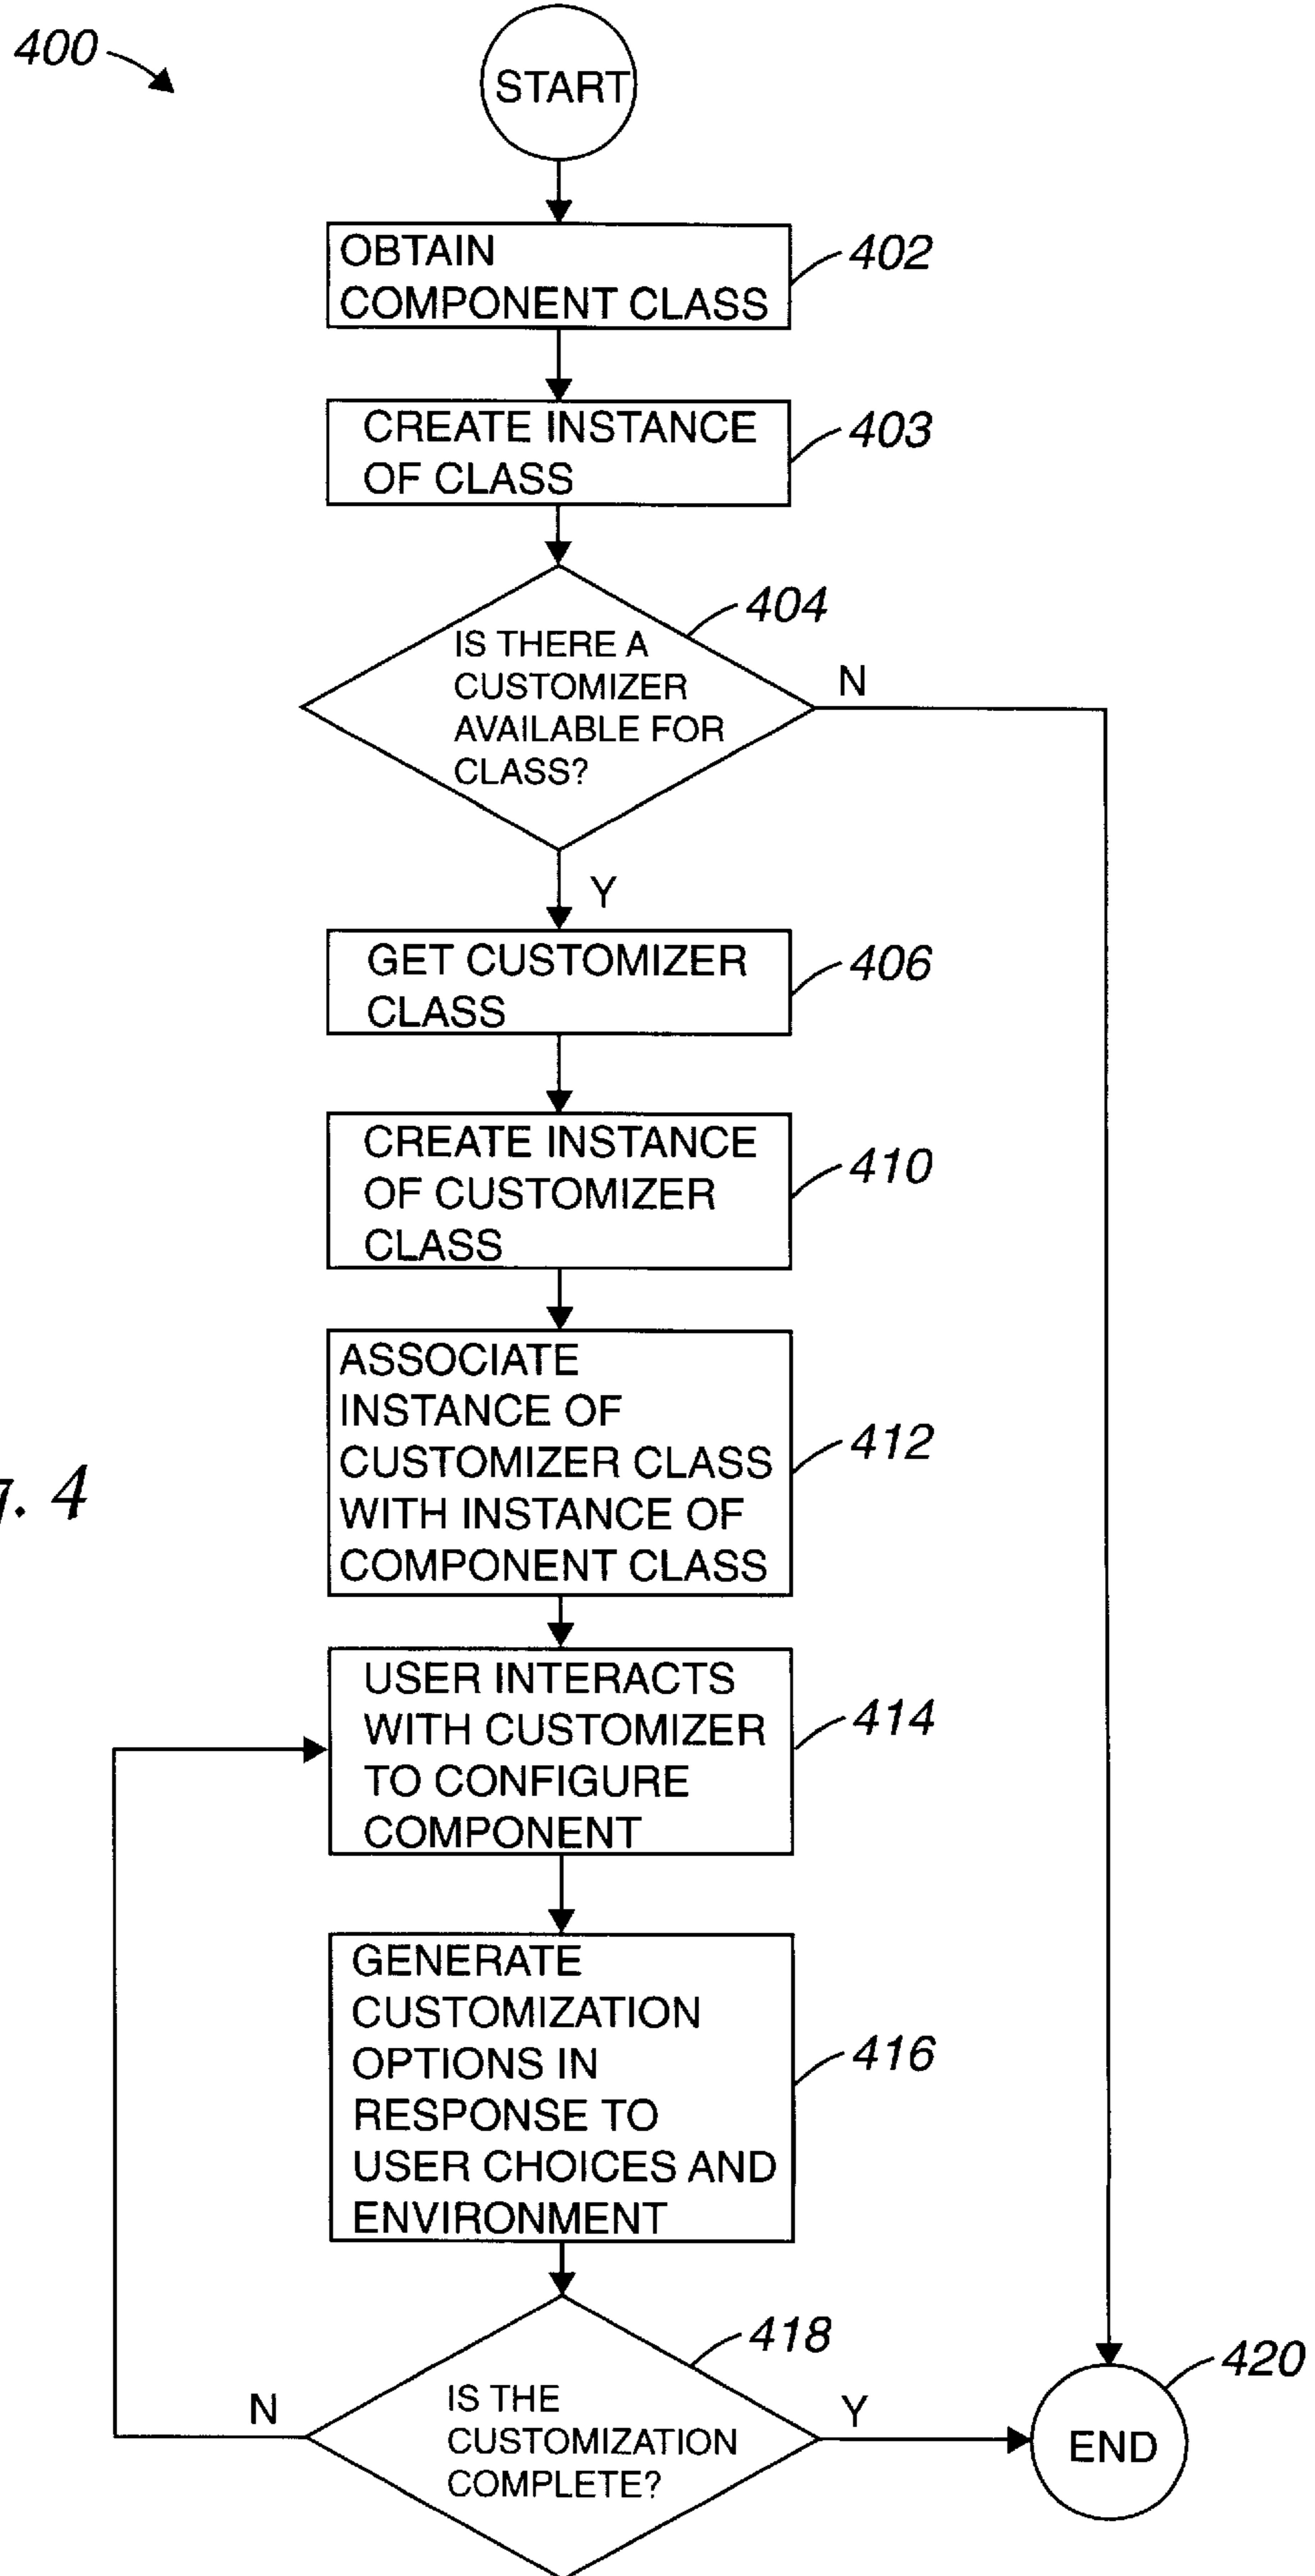 400
START
OBTAIN
COMPONENT CLASS
402
CREATE INSTANCE
OF CLASS
403
404
IS THERE A
CUSTOMIZER
AVAILABLE FOR
CLASS?
N
Y
GET CUSTOMIZER
CLASS
406
CREATE INSTANCE
OF CUSTOMIZER
CLASS
410
ASSOCIATE
INSTANCE OF
CUSTOMIZER CLASS
WITH INSTANCE OF
COMPONENT CLASS
412
4
USER INTERACTS
WITH CUSTOMIZER
TO CONFIGURE
COMPONENT
414
GENERATE
CUSTOMIZATION
OPTIONS IN
RESPONSE TO
USER CHOICES AND
ENVIRONMENT
416
418
IS THE
CUSTOMIZATION
COMPLETE?
N
Y
420
END